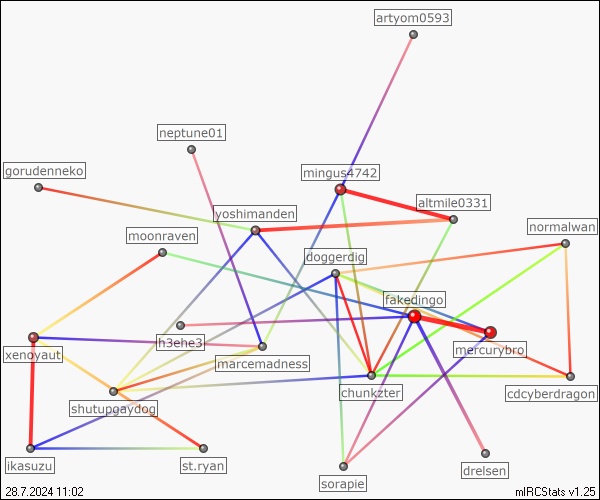 artyom0593
neptune01
gorudenneko
mingus4742
altmile0331
yoshimanden
normalwan
moonraven
doggerdig
fakedingo
h3ehe3
mercurybro
xenoyaut
marcemadness
chunkzter
cdcyberdragon
shutupgaydog
ikasuzu
st.ryan
drelsen
sorapie
28.7.2024 11:02
mIRCStats v1.25